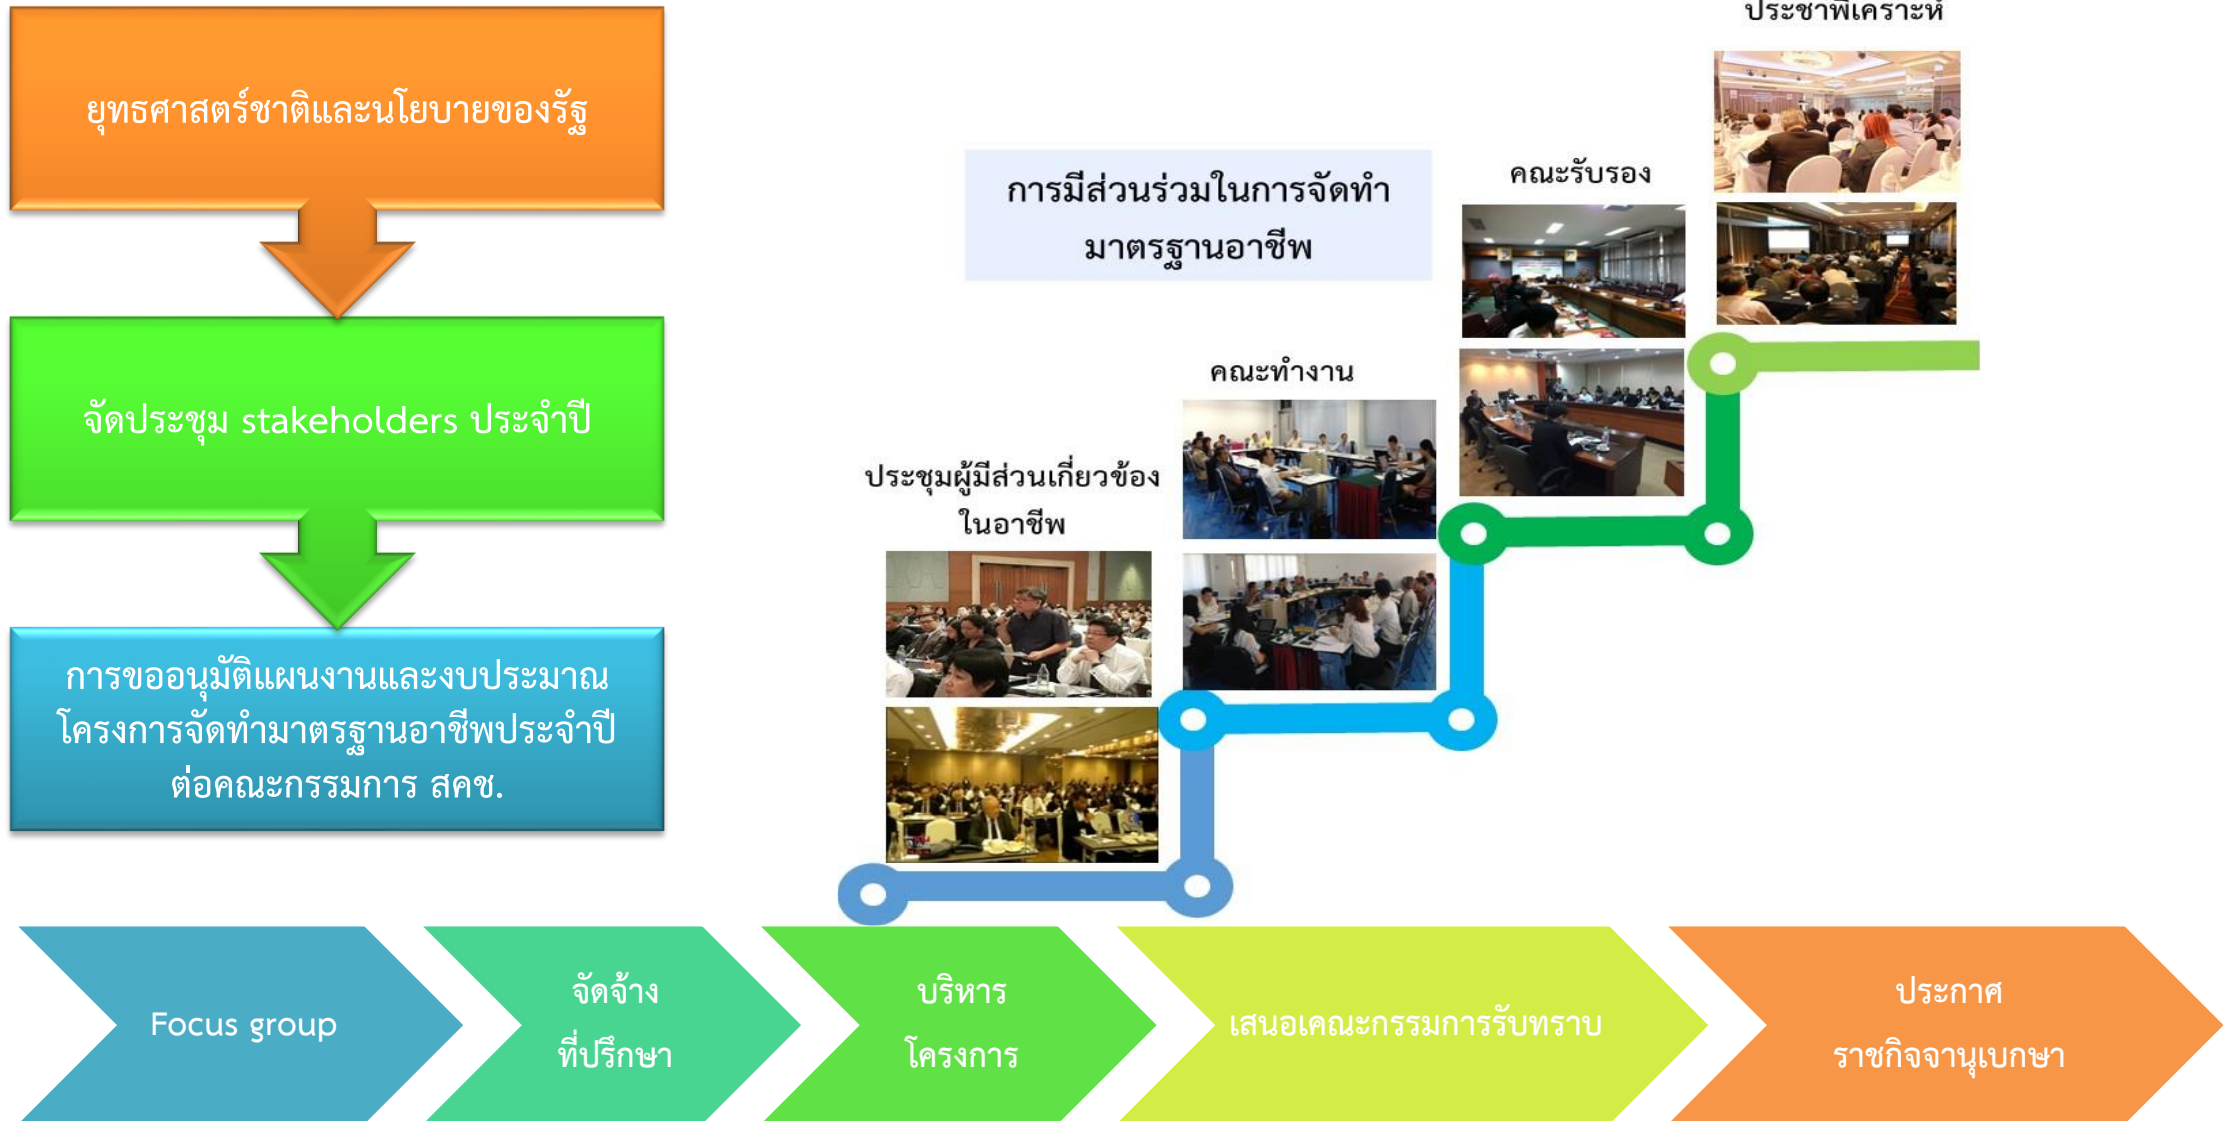 ยุทธศาสตร์ชาติและนโยบายของรัฐ
จัดประชุม stakeholders ประจำปี
การขออนุมัติแผนงานและงบประมาณ
โครงการจัดทำมาตรฐานอาชีพประจำปี
ต่อคณะกรรมการ สคช.
การมีส่วนร่วมในการจัดทำ
มาตรฐานอาชีพ
ประชุมผู้มีส่วนเกี่ยวข้อง
ในอาชีพ
คณะทำงาน
คณะรับรอง
ประชาพิเคราะห์
Focus group
จัดจ้าง
ที่ปรึกษา
บริหาร
โครงการ
เสนอเคณะกรรมการรับทราบ
ประกาศ
ราชกิจจานุเบกษา